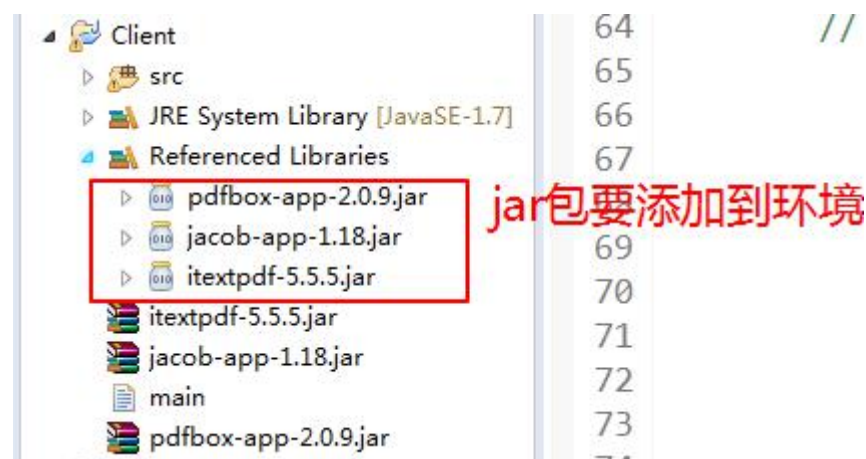 Client
src
JRE System Library [JavaSE-1.7]
Referenced Libraries
pdfbox-app-2.0.9.jar
jacob-app-1.18.jar
itextpdf-5.5.5.jar
itextpdf-5.5.5.jar
jacob-app-1.18.jar
main
pdfbox-app-2.0.9.jar
64 //
65
66
67
jar包要添加到环境
69
70
71
72
73